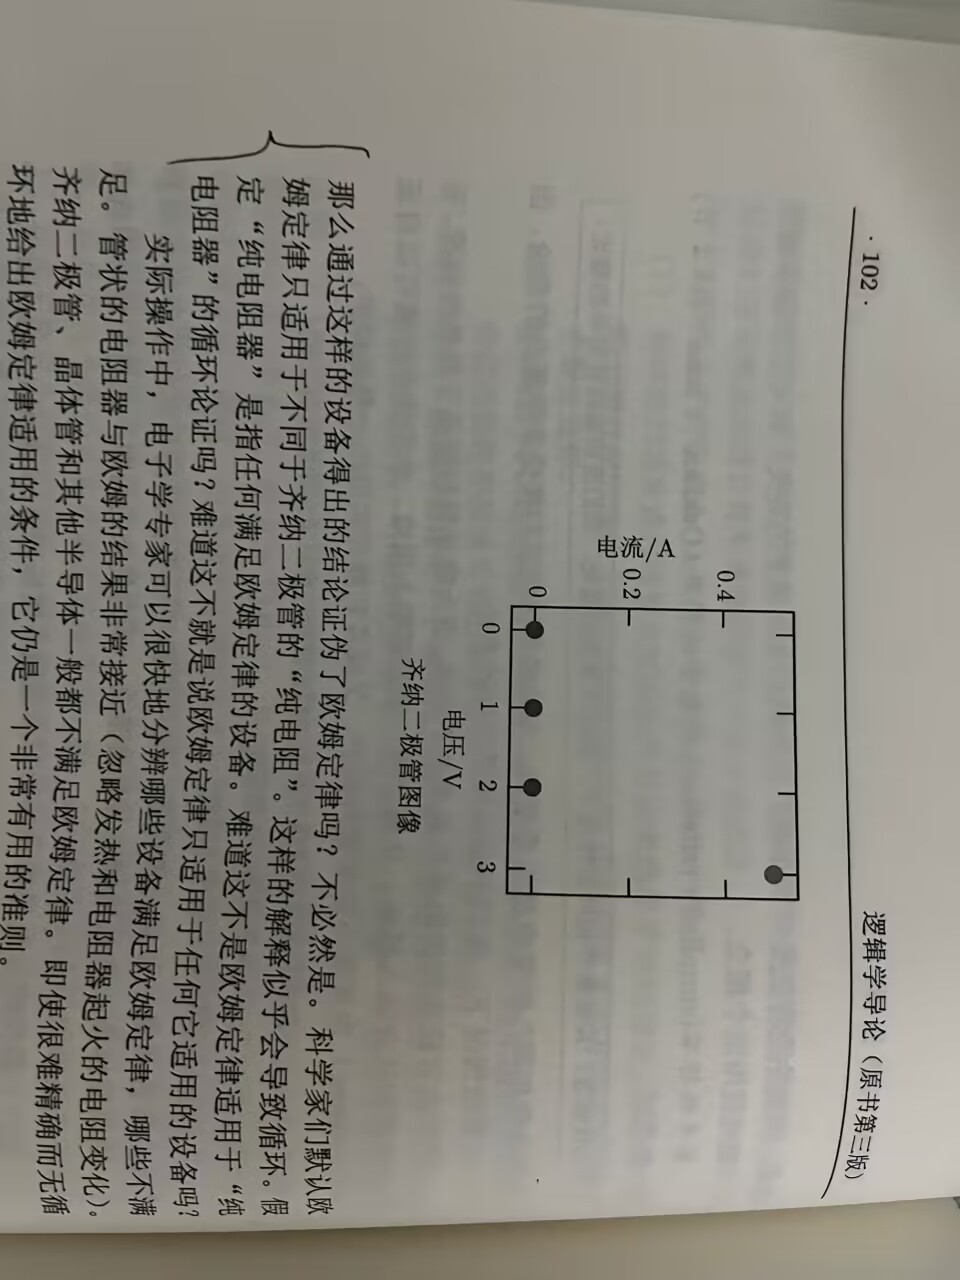 · 102 ·
逻辑学导论（原书第三版）
0.4
0.2
0
电流/A
0 1 2 3
电压/V
齐纳二极管图像
那么通过这样的设备得出的结论证伪了欧姆定律吗？不必然是。科学家们默认欧
姆定律只适用于不同于齐纳二极管的“纯电阻”。这样的解释似乎会导致循环。假
定“纯电阻器”是指任何满足欧姆定律的设备。难道这不是欧姆定律适用于“纯
电阻器”的循环论证吗？难道这不就是说欧姆定律只适用于任何它适用的设备吗？
实际操作中，电子学专家可以很快地分辨哪些设备满足欧姆定律，哪些不满
足。管状的电阻器与欧姆的结果非常接近（忽略发热和电阻器起火的电阻变化）。
齐纳二极管、晶体管和其他半导体一般都不满足欧姆定律。即使很难精确而无循
环地给出欧姆定律适用的条件，它仍是一个非常有用的准则。